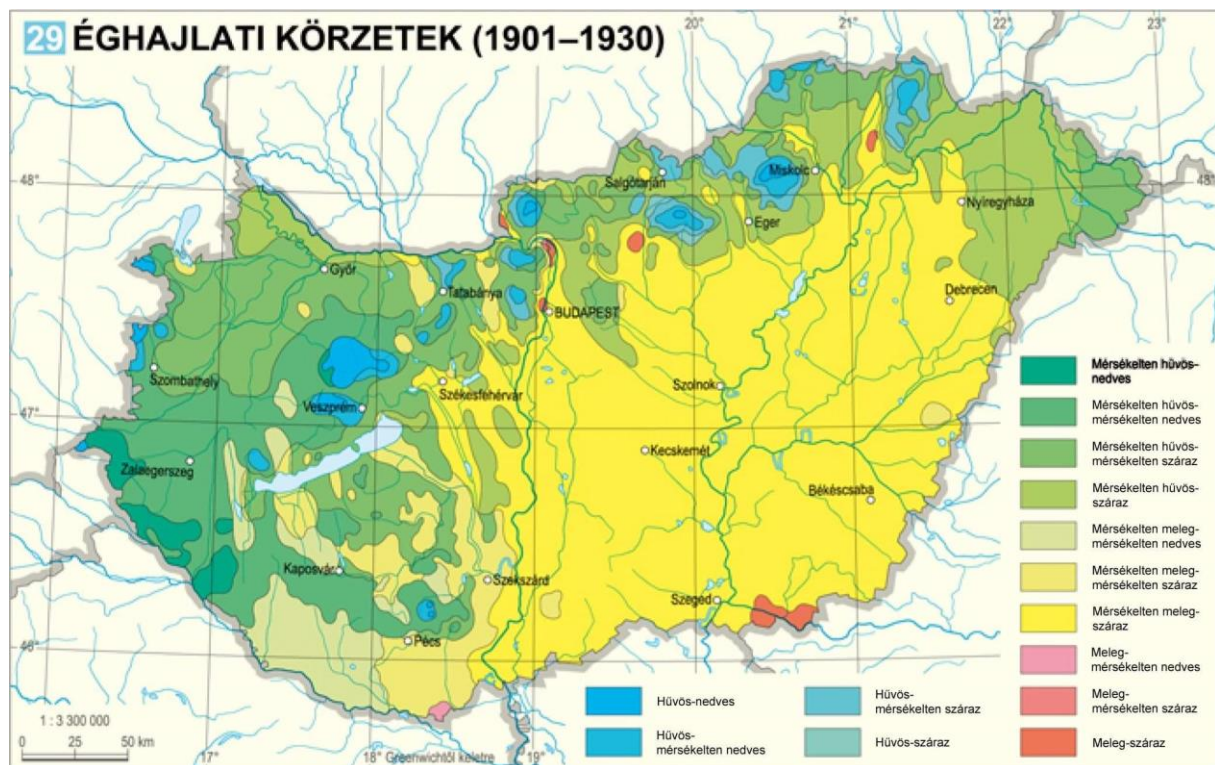 29 ÉGHAJLATI KÖRZETEK (1901–1930)
20°
21°
22°
23°
48°
48°
Salgótarján
Miskolc
Nyíregyháza
Eger
Győr
Tatabánya
Debrecen
BUDAPEST
Szombathely
Székesfehérvár
Szolnok
Veszprém
47°
Kecskemét
Zalaegerszeg
Békéscsaba
Kaposvár
Szekszárd
Szeged
Pécs
46°
Mérsékelten hűvös-
nedves
Mérsékelten hűvös-
mérsékelten nedves
Mérsékelten hűvös-
mérsékelten száraz
Mérsékelten hűvös-
száraz
Mérsékelten meleg-
mérsékelten nedves
Mérsékelten meleg-
mérsékelten száraz
Mérsékelten meleg-
száraz
Meleg-
mérsékelten nedves
Meleg-
mérsékelten száraz
Meleg-száraz
Hűvös-nedves
Hűvös-
mérsékelten nedves
Hűvös-
mérsékelten száraz
Hűvös-száraz
1 : 3 300 000
0 25 50 km
17°
18° Greenwichtől keletre
19°